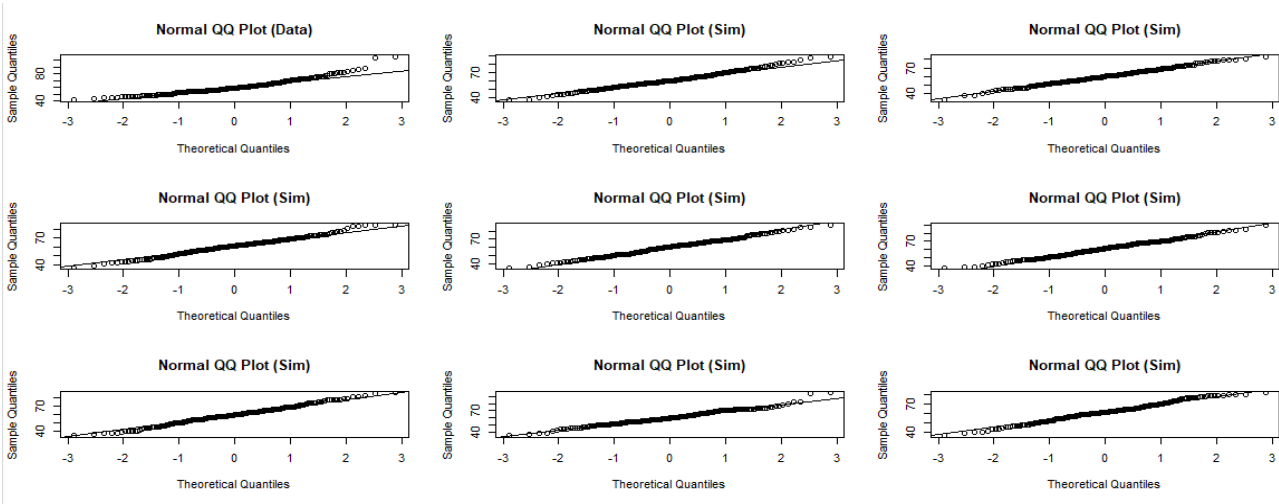 Normal QQ Plot (Data)
Sample Quantiles
40 80
-3 -2 -1 0 1 2 3
Theoretical Quantiles
Normal QQ Plot (Sim)
Sample Quantiles
40 70
-3 -2 -1 0 1 2 3
Theoretical Quantiles
Normal QQ Plot (Sim)
Sample Quantiles
40 70
-3 -2 -1 0 1 2 3
Theoretical Quantiles
Normal QQ Plot (Sim)
Sample Quantiles
40 70
-3 -2 -1 0 1 2 3
Theoretical Quantiles
Normal QQ Plot (Sim)
Sample Quantiles
40 70
-3 -2 -1 0 1 2 3
Theoretical Quantiles
Normal QQ Plot (Sim)
Sample Quantiles
40 70
-3 -2 -1 0 1 2 3
Theoretical Quantiles
Normal QQ Plot (Sim)
Sample Quantiles
40 70
-3 -2 -1 0 1 2 3
Theoretical Quantiles
Normal QQ Plot (Sim)
Sample Quantiles
40 70
-3 -2 -1 0 1 2 3
Theoretical Quantiles
Normal QQ Plot (Sim)
Sample Quantiles
40 70
-3 -2 -1 0 1 2 3
Theoretical Quantiles